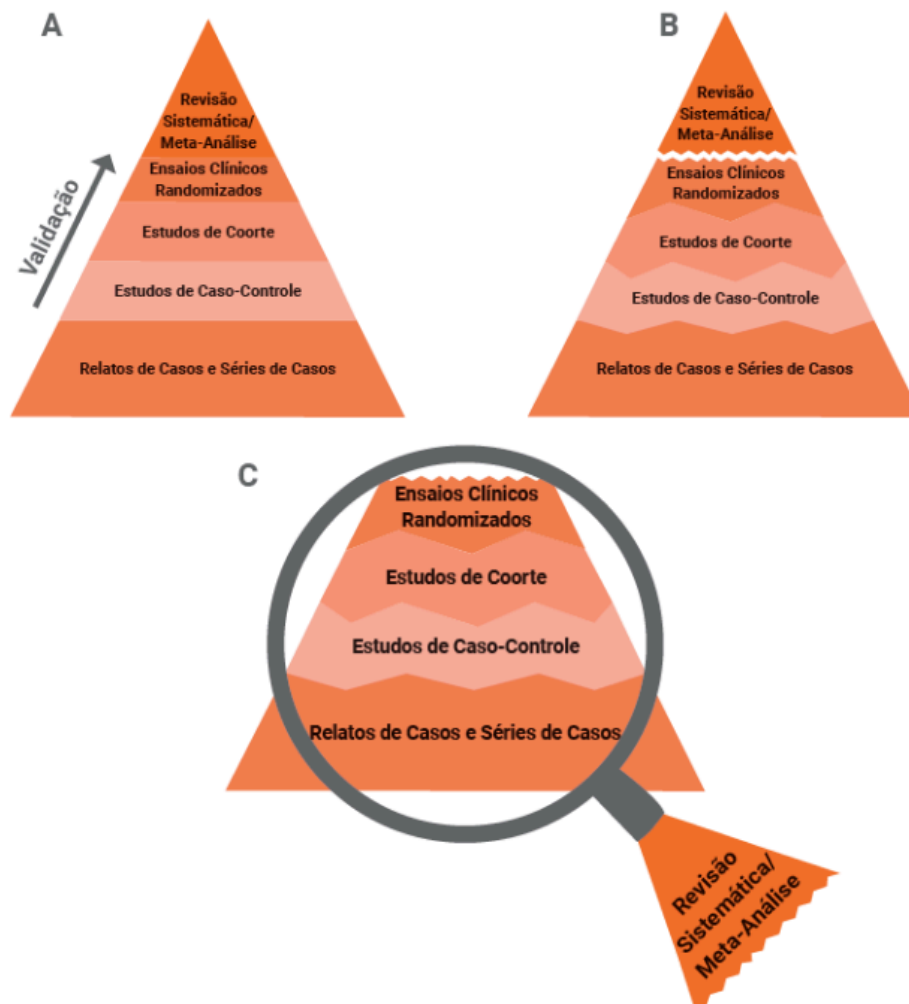 A
Revisão
Sistemática/
Meta-Análise
Ensaios Clínicos
Randomizados
Estudos de Coorte
Estudos de Caso-Controle
Relatos de Casos e Séries de Casos
Validação
B
Revisão
Sistemática/
Meta-Análise
Ensaios Clínicos
Randomizados
Estudos de Coorte
Estudos de Caso-Controle
Relatos de Casos e Séries de Casos
C
Ensaios Clínicos
Randomizados
Estudos de Coorte
Estudos de Caso-Controle
Relatos de Casos e Séries de Casos
Revisão
Sistemática/
Meta-Análise